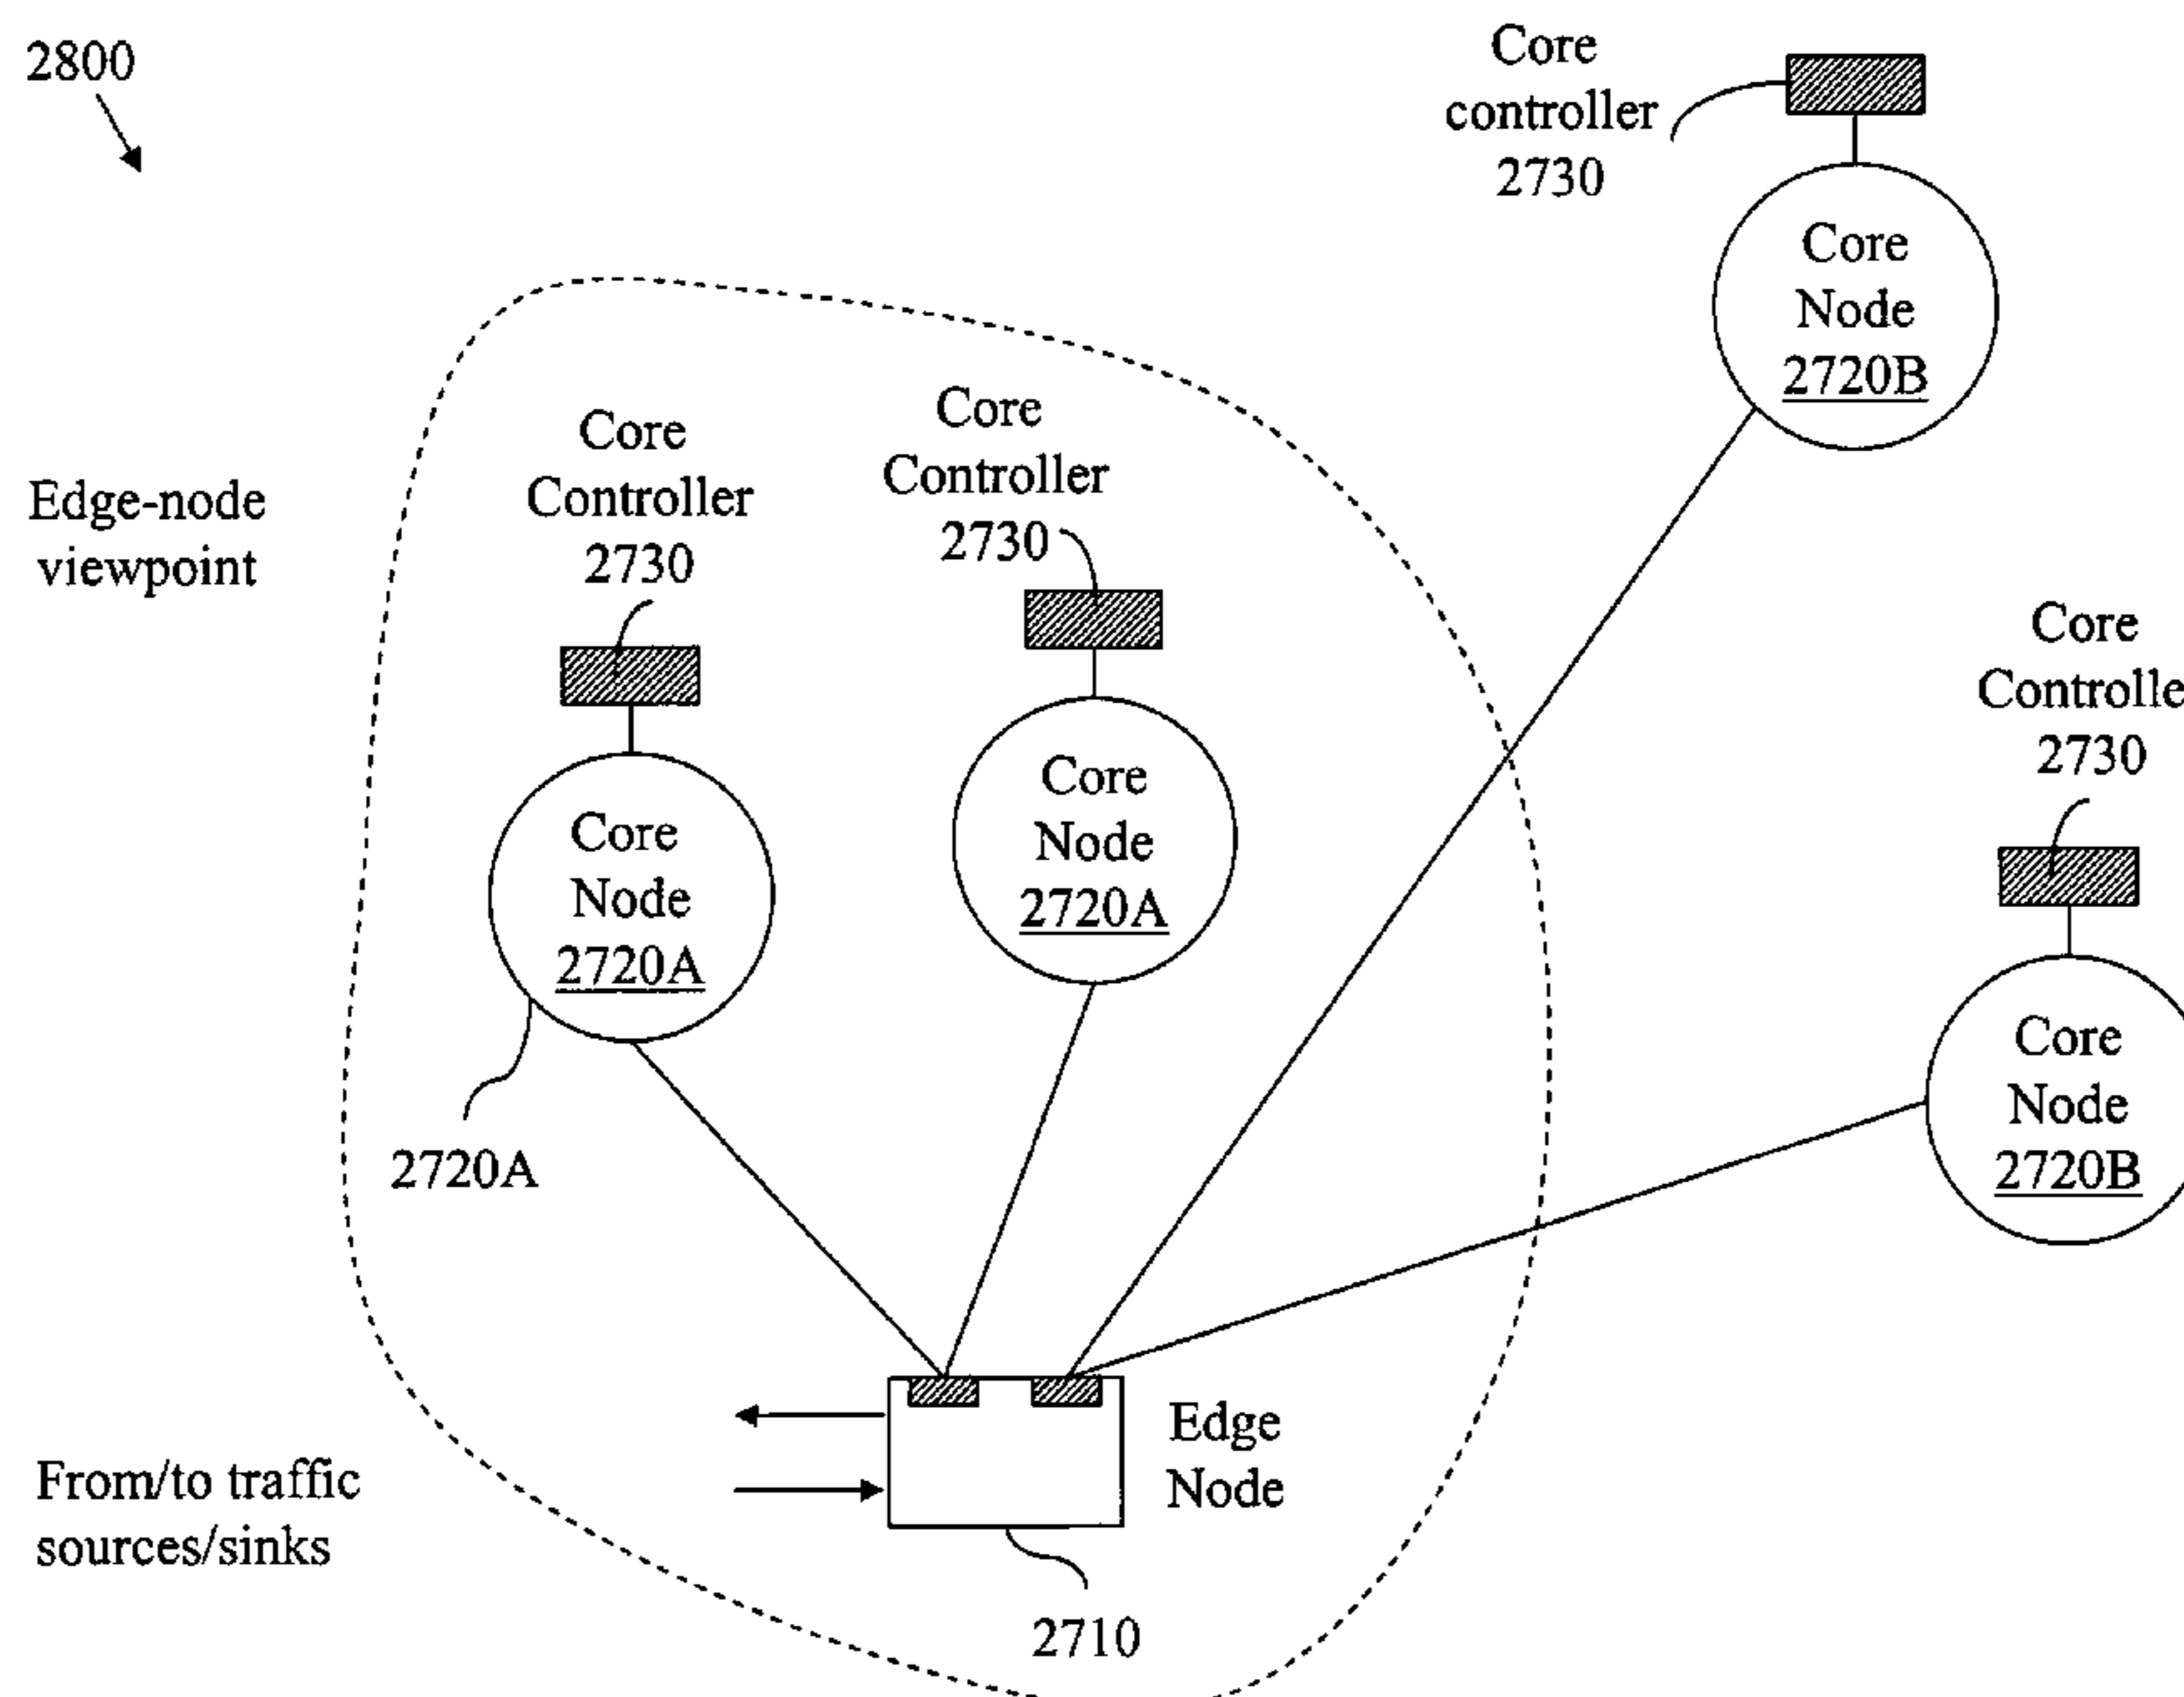 2800
Core
controller
2730
Core
Node
2720B
Edge-node
viewpoint
Core
Controller
2730
Core
Controller
2730
Core
Controlle
2730
Core
Node
2720A
Core
Node
2720A
Core
Node
2720B
2720A
From/to traffic
sources/sinks
Edge
Node
2710